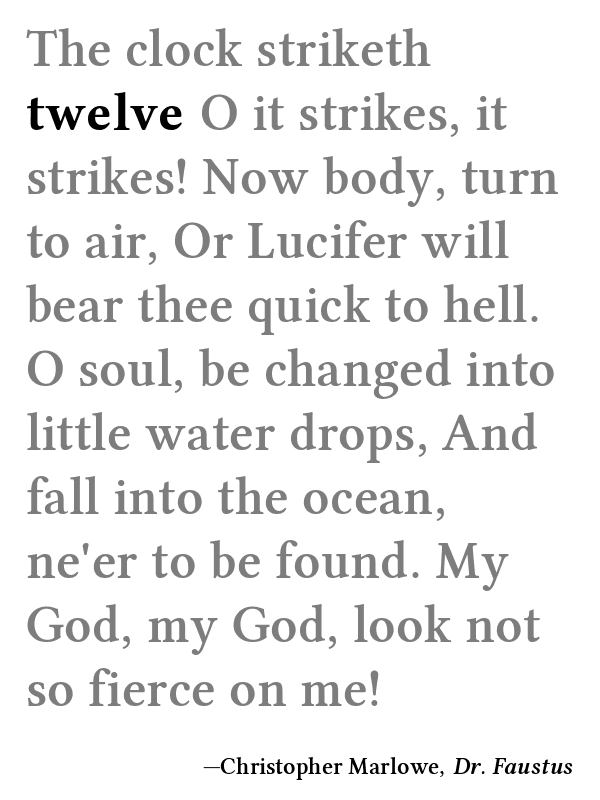 The clock striketh
twelve O it strikes, it
strikes! Now body, turn
to air, Or Lucifer will
bear thee quick to hell.
O soul, be changed into
little water drops, And
fall into the ocean,
ne'er to be found. My
God, my God, look not
so fierce on me!
—Christopher Marlowe, Dr. Faustus